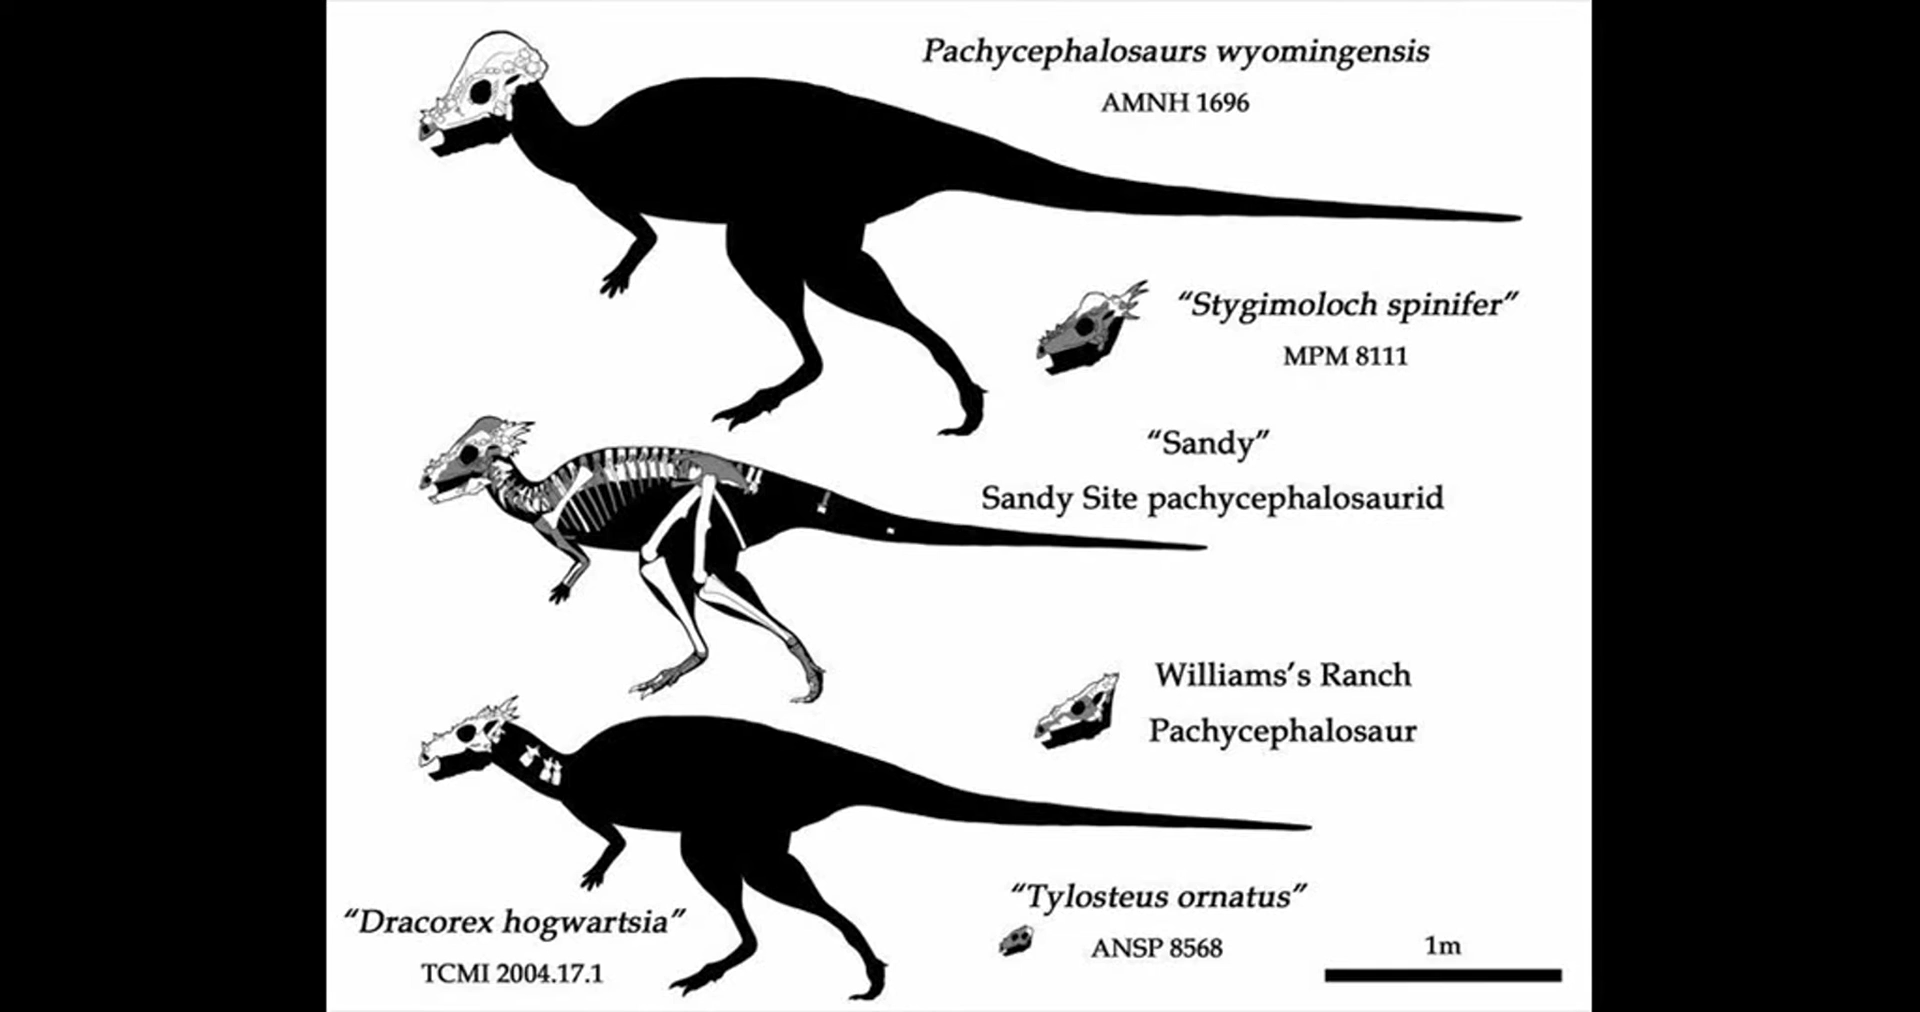 Pachycephalosaurs wyomingensis
AMNH 1696
“Stygimoloch spinifer”
MPM 8111
“Sandy”
Sandy Site pachycephalosaurid
Williams’s Ranch
Pachycephalosaur
“Dracorex hogwartsia”
TCMI 2004.17.1
“Tylosteus ornatus”
ANSP 8568
1m